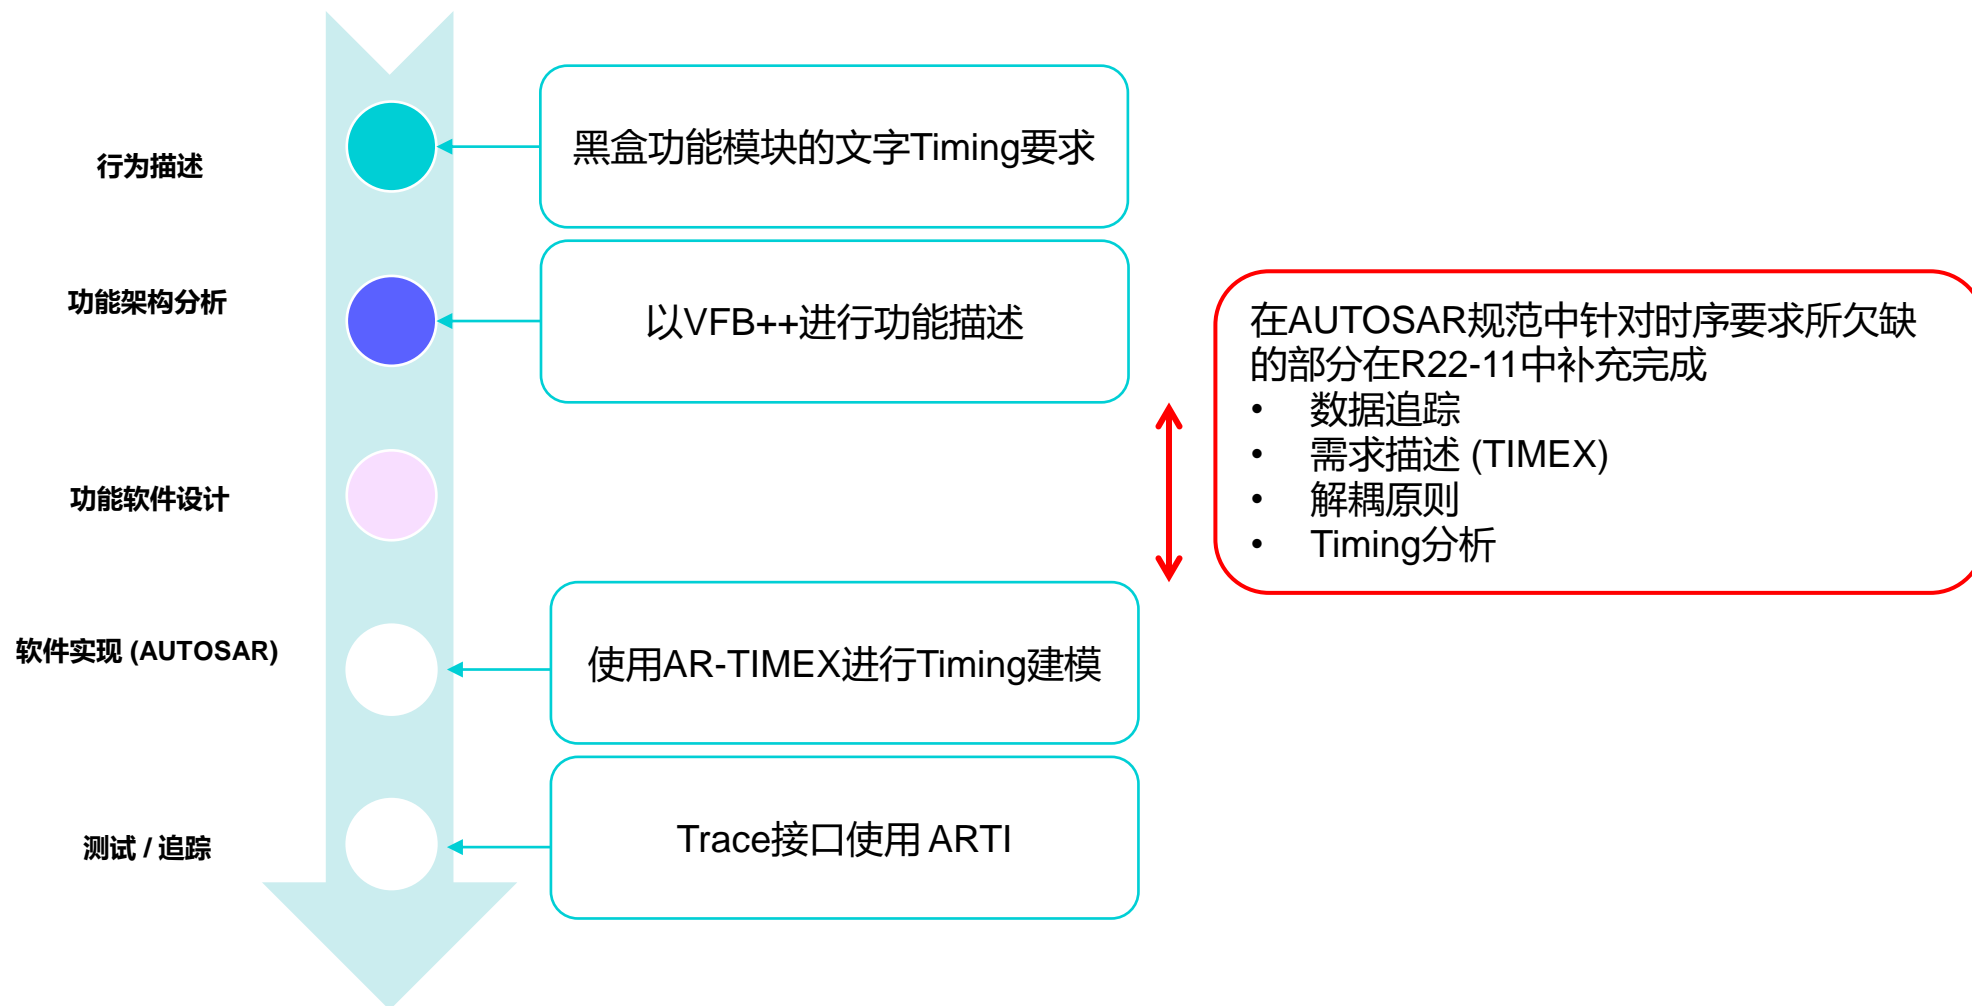 行为描述
黑盒功能模块的文字Timing要求
功能架构分析
以VFB++进行功能描述
功能软件设计
在AUTOSAR规范中针对时序要求所欠缺
的部分在R22-11中补充完成
• 数据追踪
• 需求描述 (TIMEX)
• 解耦原则
• Timing分析
软件实现 (AUTOSAR)
使用AR-TIMEX进行Timing建模
测试 / 追踪
Trace接口使用 ARTI